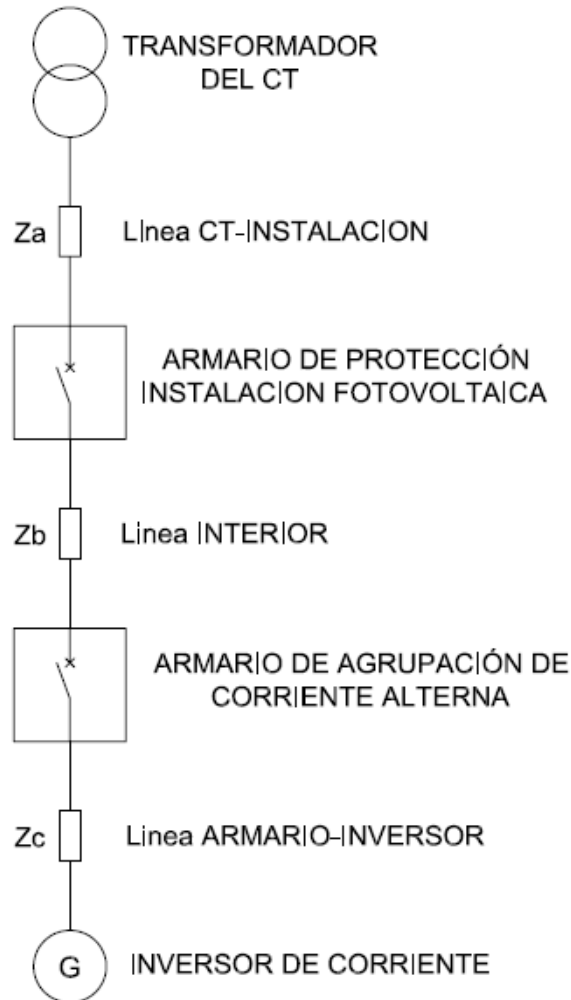 TRANSFORMADOR
DEL CT
Za
Línea CT-INSTALACION
ARMARIO DE PROTECCIÓN
INSTALACION FOTOVOLTAICA
Zb
Linea INTERIOR
ARMARIO DE AGRUPACIÓN DE
CORRIENTE ALTERNA
Zc
Linea ARMARIO-INVERSOR
G
INVERSOR DE CORRIENTE